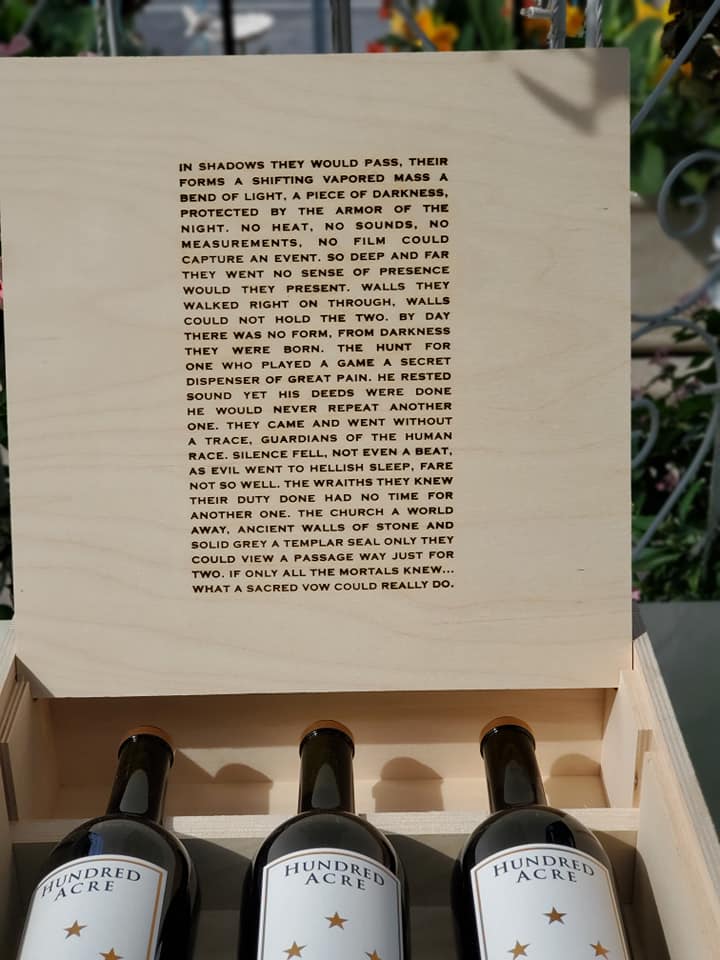 IN SHADOWS THEY WOULD PASS, THEIR
FORMS A SHIFTING VAPORED MASS A
BEND OF LIGHT, A PIECE OF DARKNESS,
PROTECTED BY THE ARMOR OF THE
NIGHT. NO HEAT, NO SOUNDS, NO
MEASUREMENTS, NO FILM COULD
CAPTURE AN EVENT. SO DEEP AND FAR
THEY WENT NO SENSE OF PRESENCE
WOULD THEY PRESENT. WALLS THEY
WALKED RIGHT ON THROUGH, WALLS
COULD NOT HOLD THE TWO. BY DAY
THERE WAS NO FORM, FROM DARKNESS
THEY WERE BORN. THE HUNT FOR
ONE WHO PLAYED A GAME A SECRET
DISPENSER OF GREAT PAIN. HE RESTED
SOUND YET HIS DEEDS WERE DONE
HE WOULD NEVER REPEAT ANOTHER
ONE. THEY CAME AND WENT WITHOUT
A TRACE, GUARDIANS OF THE HUMAN
RACE. SILENCE FELL, NOT EVEN A BEAT,
AS EVIL WENT TO HELLISH SLEEP, FARE
NOT SO WELL. THE WRAITHS THEY KNEW
THEIR DUTY DONE HAD NO TIME FOR
ANOTHER ONE. THE CHURCH A WORLD
AWAY, ANCIENT WALLS OF STONE AND
SOLID GREY A TEMPLAR SEAL ONLY THEY
COULD VIEW A PASSAGE WAY JUST FOR
TWO. IF ONLY ALL THE MORTALS KNEW...
WHAT A SACRED VOW COULD REALLY DO.
HUNDRED
ACRE
HUNDRED
ACRE
HUNDRED
ACRE